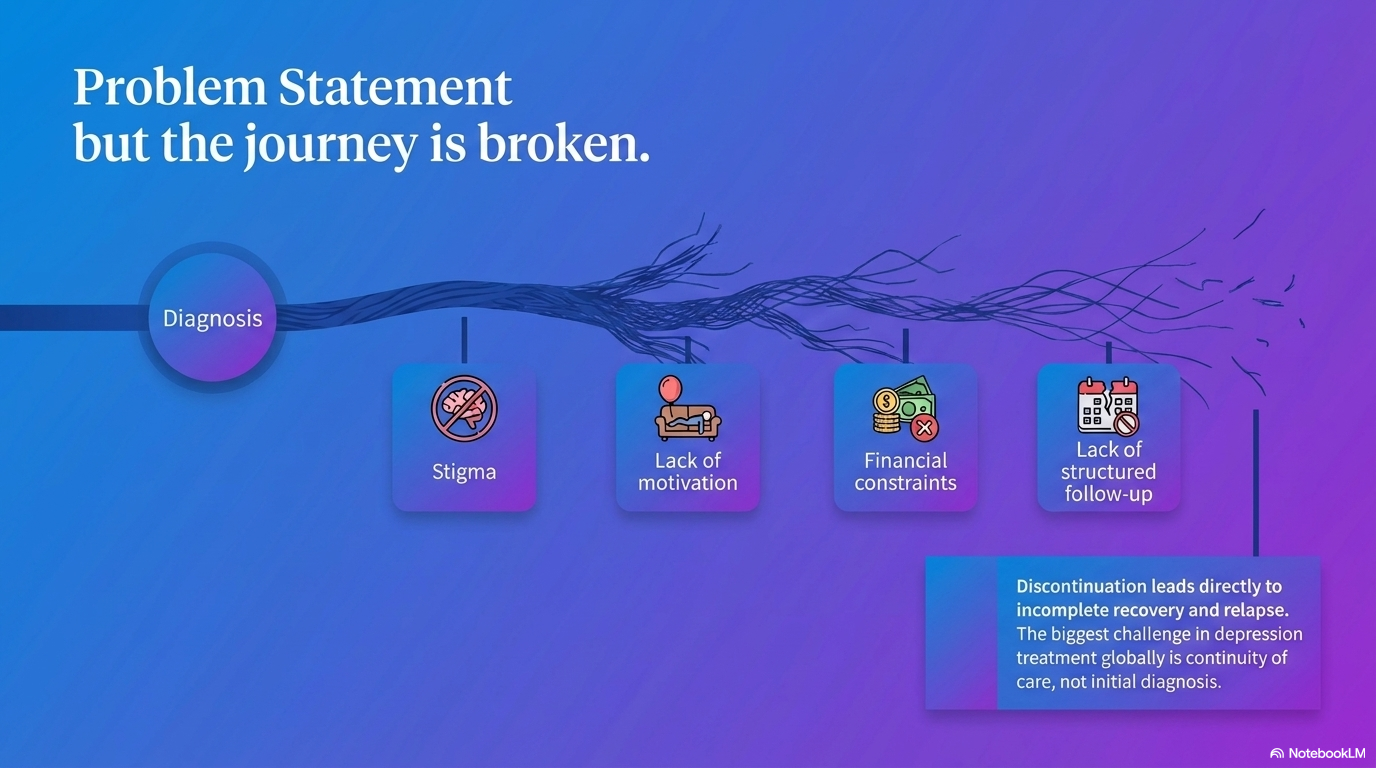 Problem Statement
but the journey is broken.
Diagnosis
Stigma
Lack of
motivation
Financial
constraints
Lack of
structured
follow-up
Discontinuation leads directly to
incomplete recovery and relapse.
The biggest challenge in depression
treatment globally is continuity of
care, not initial diagnosis.
NotebookLM